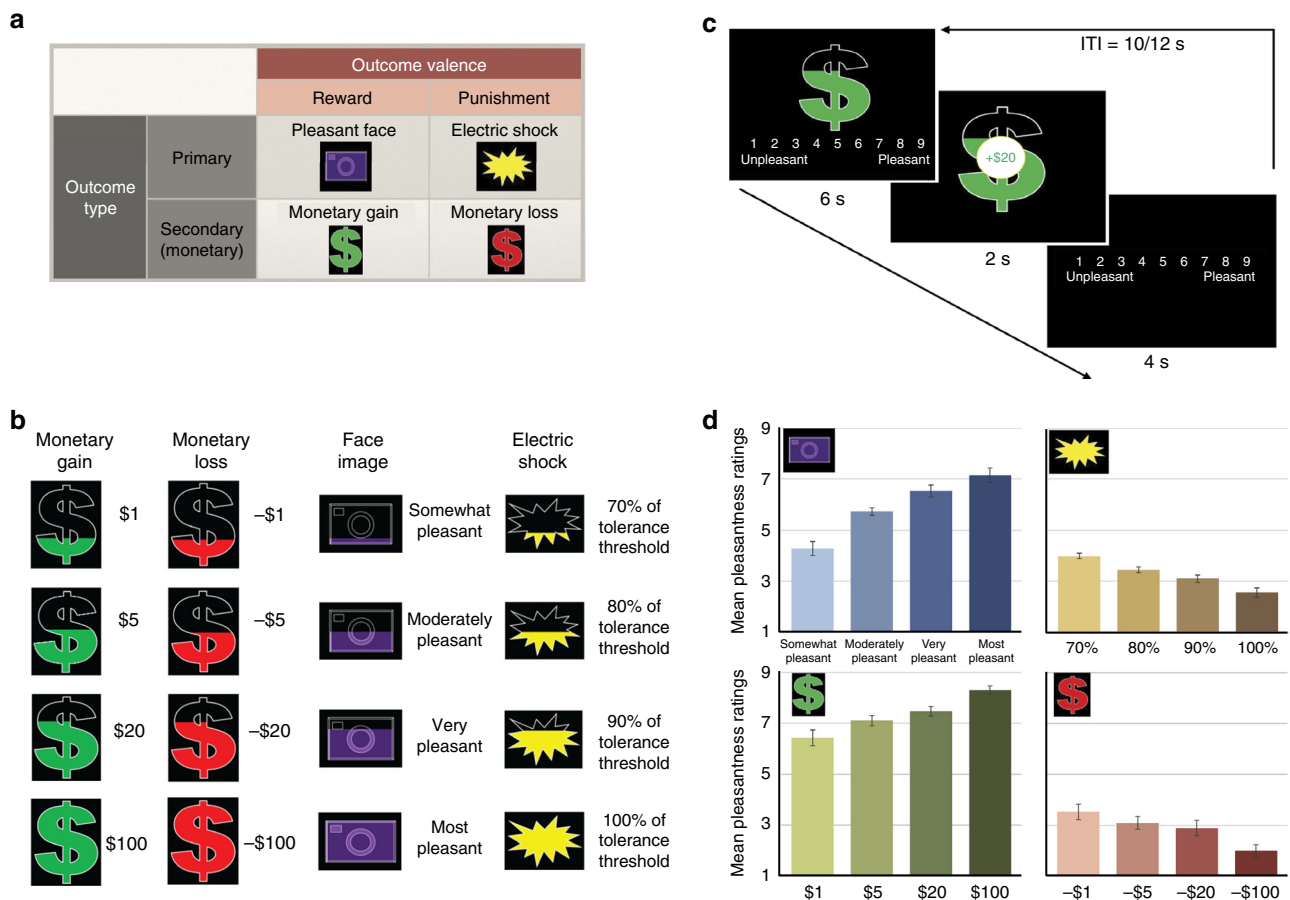 a
Outcome valence
Reward Punishment
Outcome
type
Primary
Pleasant face Electric shock
Secondary
(monetary)
Monetary gain Monetary loss
$ $
b
Monetary
gain
Monetary
loss
Face
image
Electric
shock
$ $1 $ –$1 Somewhat
pleasant
70% of
tolerance
threshold
$ $5 $ –$5 Moderately
pleasant
80% of
tolerance
threshold
$ $20 $ –$20 Very
pleasant
90% of
tolerance
threshold
$ $100 $ –$100 Most
pleasant
100% of
tolerance
threshold
c
ITI = 10/12 s
$
1 2 3 4 5 6 7 8 9
Unpleasant Pleasant
6 s
$
+$20
2 s
1 2 3 4 5 6 7 8 9
Unpleasant Pleasant
4 s
d
Mean pleasantness ratings
9
7
5
3
1
Somewhat
pleasant
Moderately
pleasant
Very
pleasant
Most
pleasant
70% 80% 90% 100%
Mean pleasantness ratings
9
7
5
3
1
$
$1 $5 $20 $100
$
–$1 –$5 –$20 –$100